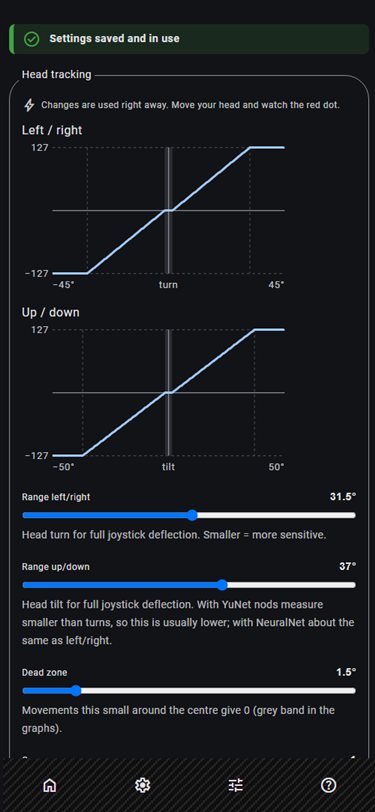 Settings saved and in use
Head tracking
Changes are used right away. Move your head and watch the red dot.
Left / right
127
−127
−45° turn 45°
Up / down
127
−127
−50° tilt 50°
Range left/right 31.5°
Head turn for full joystick deflection. Smaller = more sensitive.
Range up/down 37°
Head tilt for full joystick deflection. With YuNet nods measure
smaller than turns, so this is usually lower; with NeuralNet about the
same as left/right.
Dead zone 1.5°
Movements this small around the centre give 0 (grey band in the
graphs).